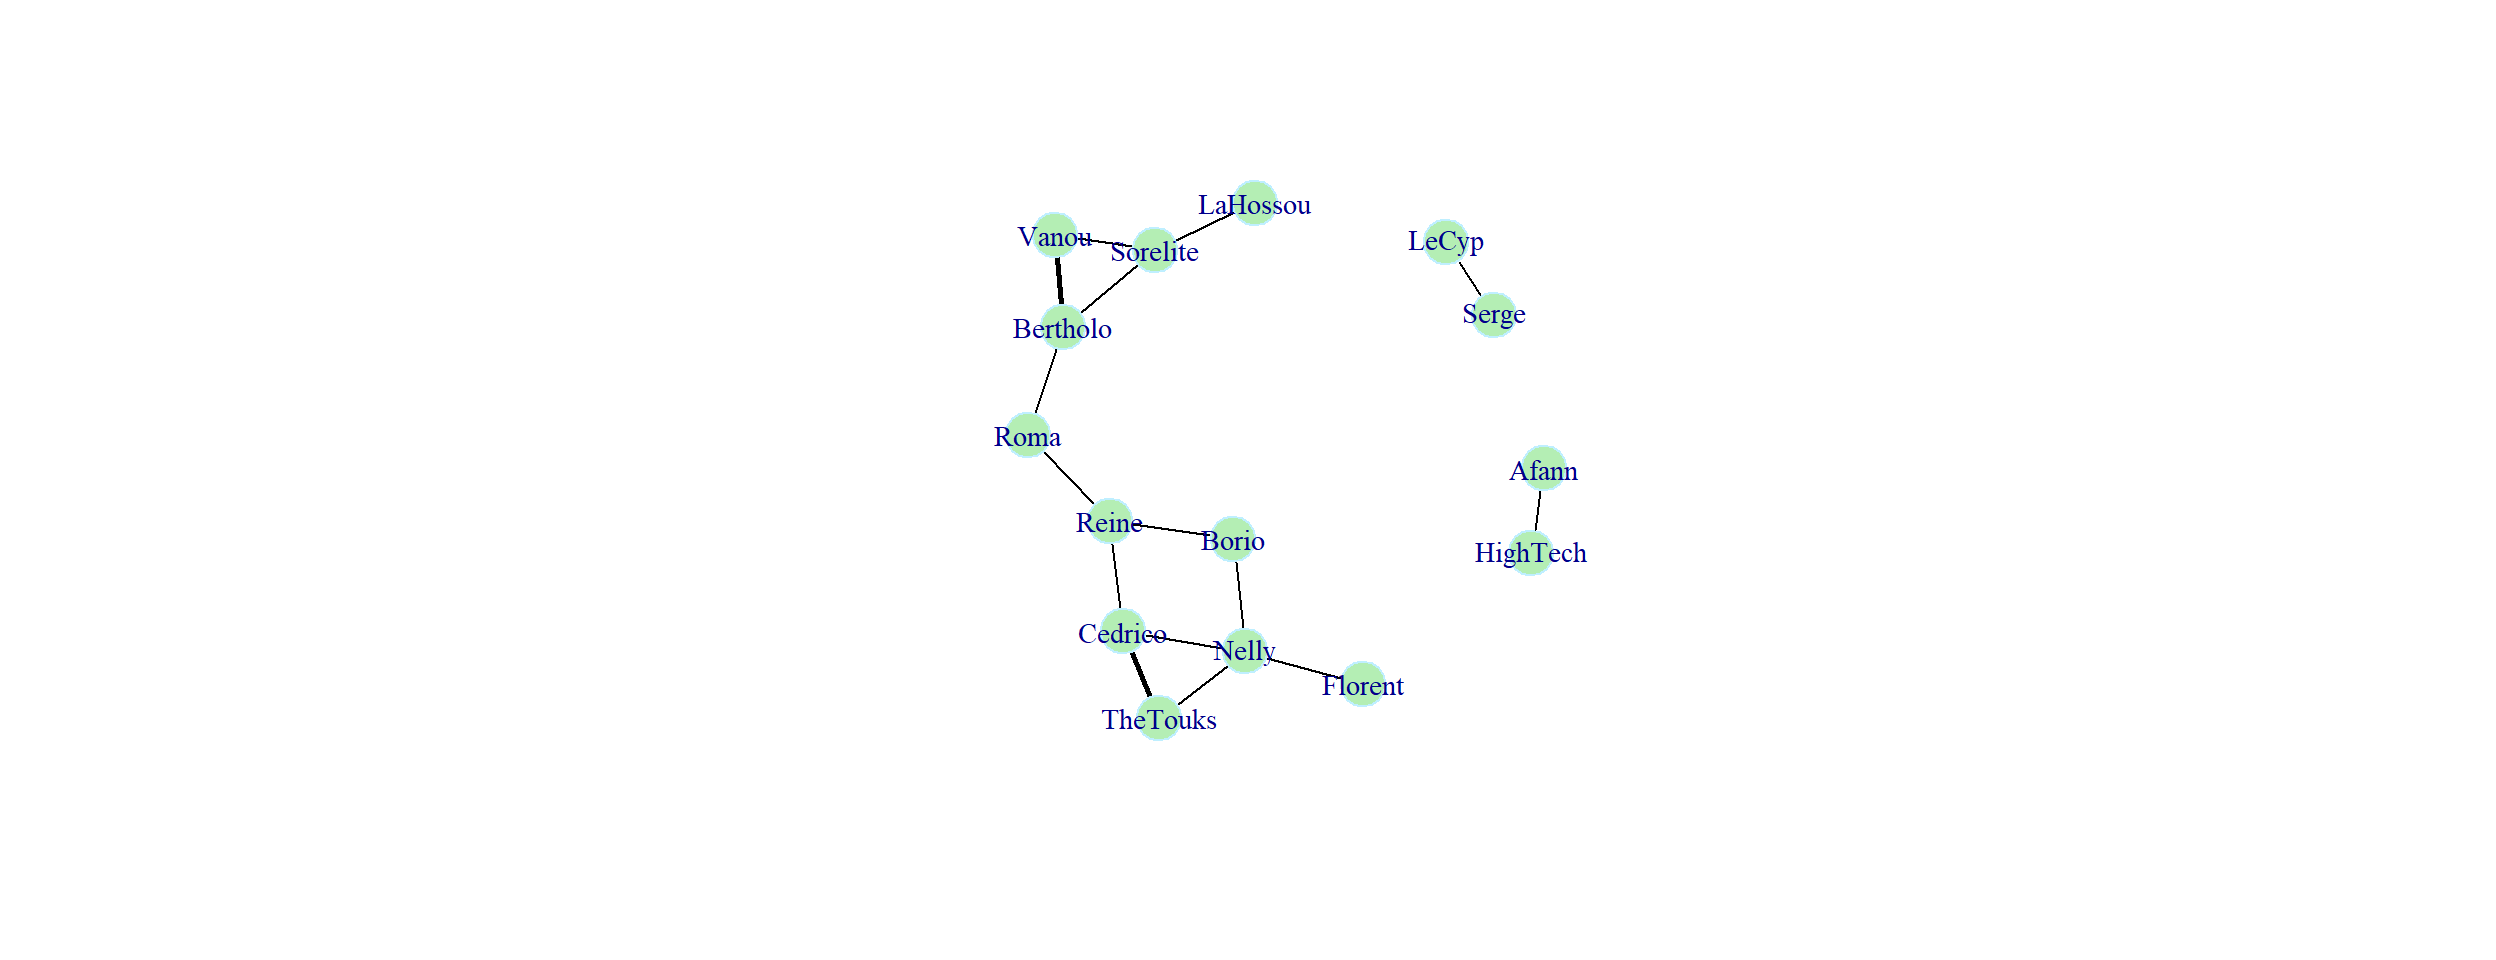 LaHossou
Vanou
Sorelite
LeCyp
Serge
Bertholo
Roma
Afann
Reine
Borio
HighTech
Cedrico
Nelly
Florent
TheTouks